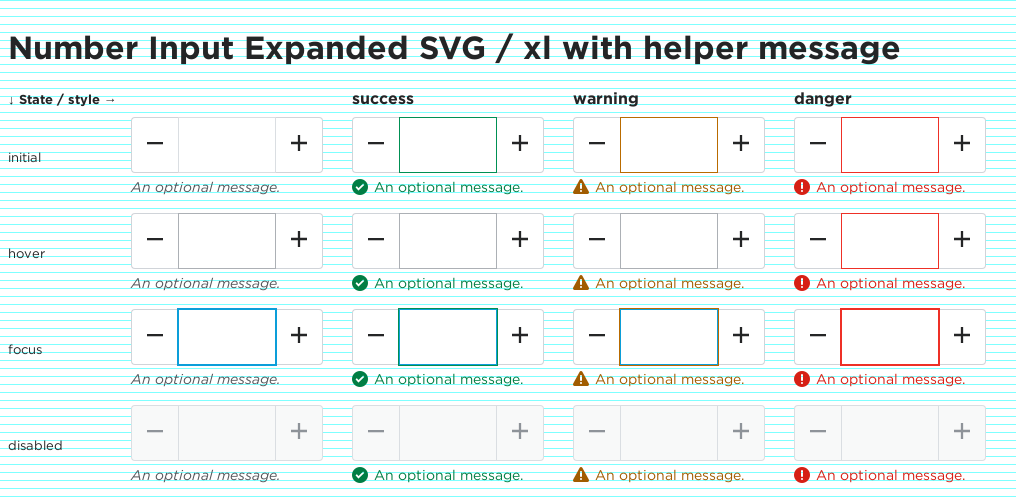 Number Input Expanded SVG / xl with helper message
↓ State / style → success warning danger
initial
An optional message. An optional message. An optional message. An optional message.
hover
An optional message. An optional message. An optional message. An optional message.
focus
An optional message. An optional message. An optional message. An optional message.
disabled
An optional message. An optional message. An optional message. An optional message.